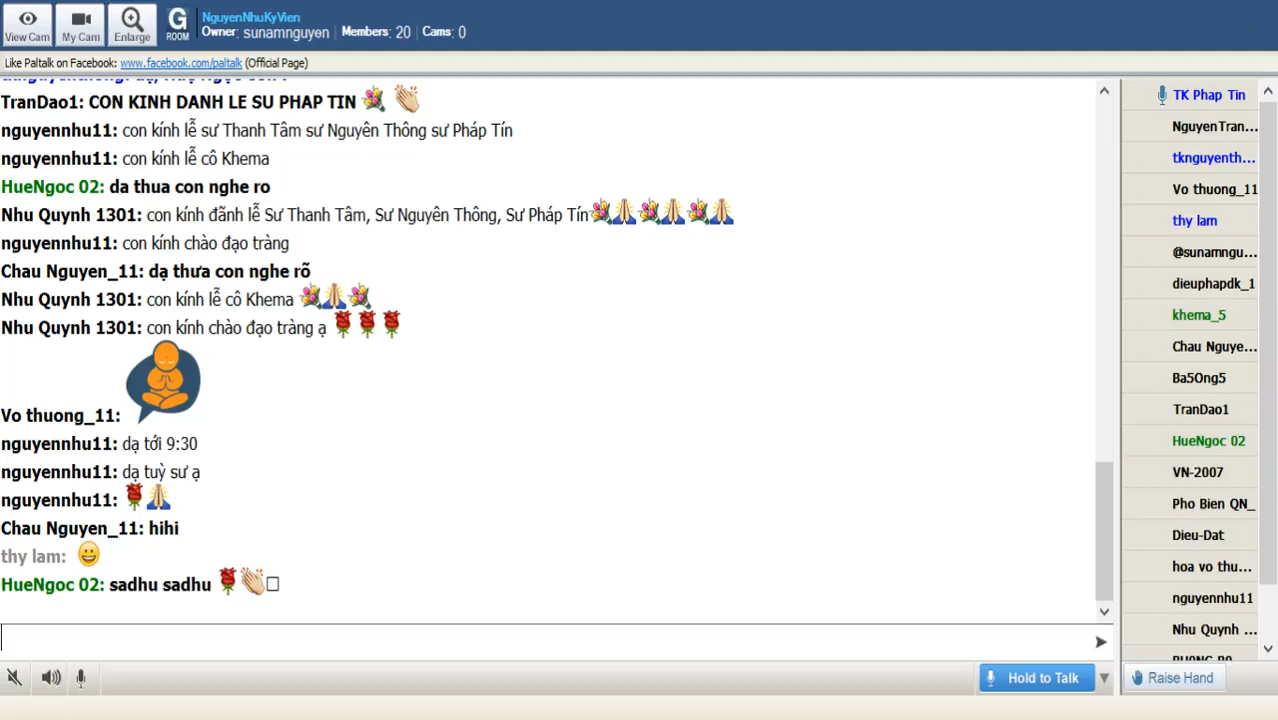 View Cam
My Cam
Enlarge
G
ROOM
NguyenNhuKyVien
Owner: sunamnguyen Members: 20 Cams: 0
Like Paltalk on Facebook: www.facebook.com/paltalk (Official Page)
TranDao1: CON KINH DANH LE SU PHAP TIN
nguyennhu11: con kính lễ sư Thanh Tâm sư Nguyên Thông sư Pháp Tín
nguyennhu11: con kính lễ cô Khema
HueNgoc 02: da thua con nghe ro
Nhu Quynh 1301: con kính đãnh lễ Sư Thanh Tâm, Sư Nguyên Thông, Sư Pháp Tín
nguyennhu11: con kính chào đạo tràng
Chau Nguyen_11: dạ thưa con nghe rõ
Nhu Quynh 1301: con kính lễ cô Khema
Nhu Quynh 1301: con kính chào đạo tràng ạ
Vo thuong_11:
nguyennhu11: dạ tới 9:30
nguyennhu11: dạ tuỳ sư ạ
nguyennhu11:
Chau Nguyen_11: hihi
thy lam:
HueNgoc 02: sadhu sadhu
Hold to Talk
TK Phap Tin
NguyenTran...
tknguyenth...
Vo thuong_11
thy lam
@sunamngu...
dieuphapdk_1
khema_5
Chau Nguye...
Ba5Ong5
TranDao1
HueNgoc 02
VN-2007
Pho Bien QN_
Dieu-Dat
hoa vo thu...
nguyennhu11
Nhu Quynh ...
Raise Hand